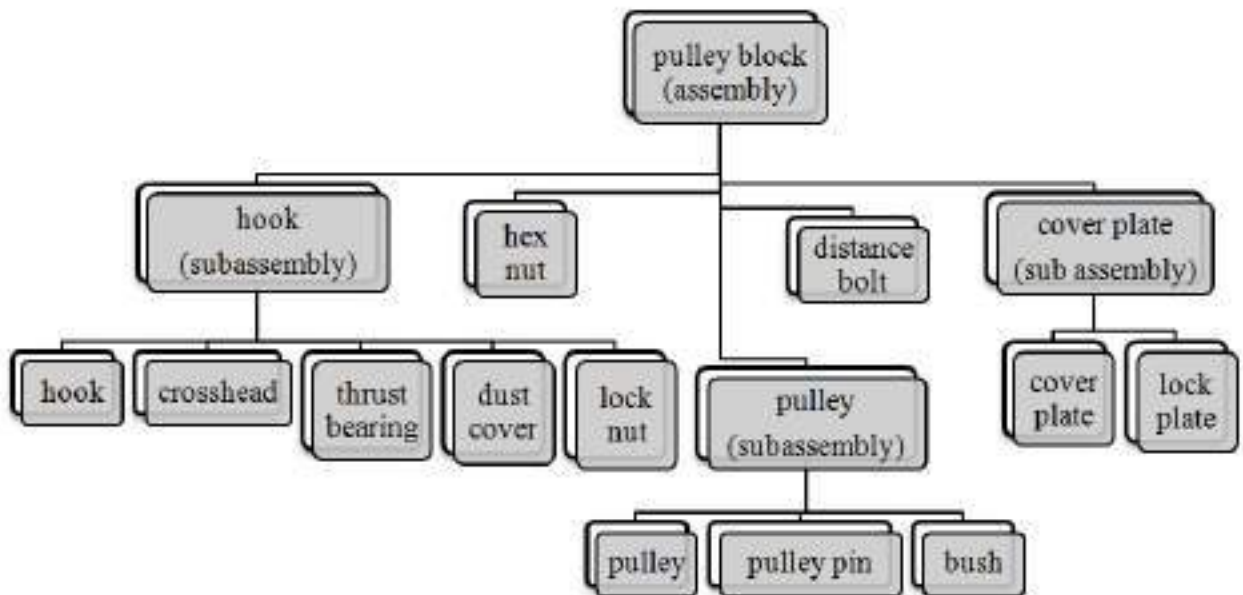 pulley block
(assembly)
hook
(subassembly)
hex
nut
distance
bolt
cover plate
(sub assembly)
hook
crosshead
thrust
bearing
dust
cover
lock
nut
pulley
(subassembly)
cover
plate
lock
plate
pulley
pulley pin
bush